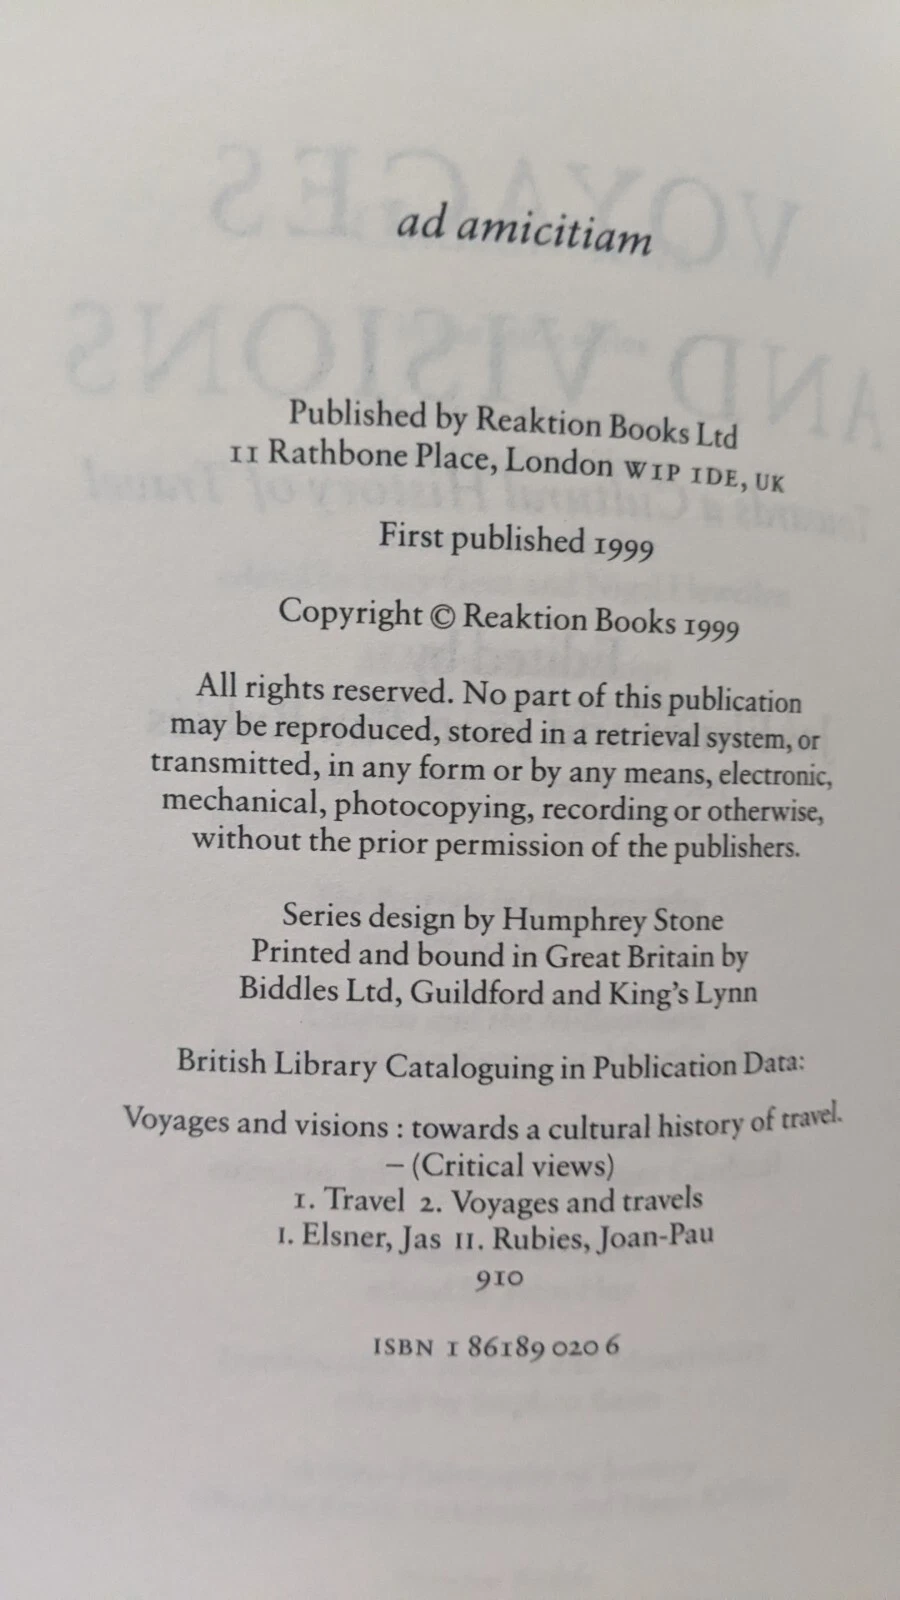 ad amicitiam
Published by Reaktion Books Ltd
11 Rathbone Place, London W1P 1DE, UK
First published 1999
Copyright © Reaktion Books 1999
All rights reserved. No part of this publication
may be reproduced, stored in a retrieval system, or
transmitted, in any form or by any means, electronic,
mechanical, photocopying, recording or otherwise,
without the prior permission of the publishers.
Series design by Humphrey Stone
Printed and bound in Great Britain by
Biddles Ltd, Guildford and King's Lynn
British Library Cataloguing in Publication Data:
Voyages and visions : towards a cultural history of travel.
– (Critical views)
1. Travel 2. Voyages and travels
I. Elsner, Jas II. Rubies, Joan-Pau
910
ISBN 1 86189 020 6